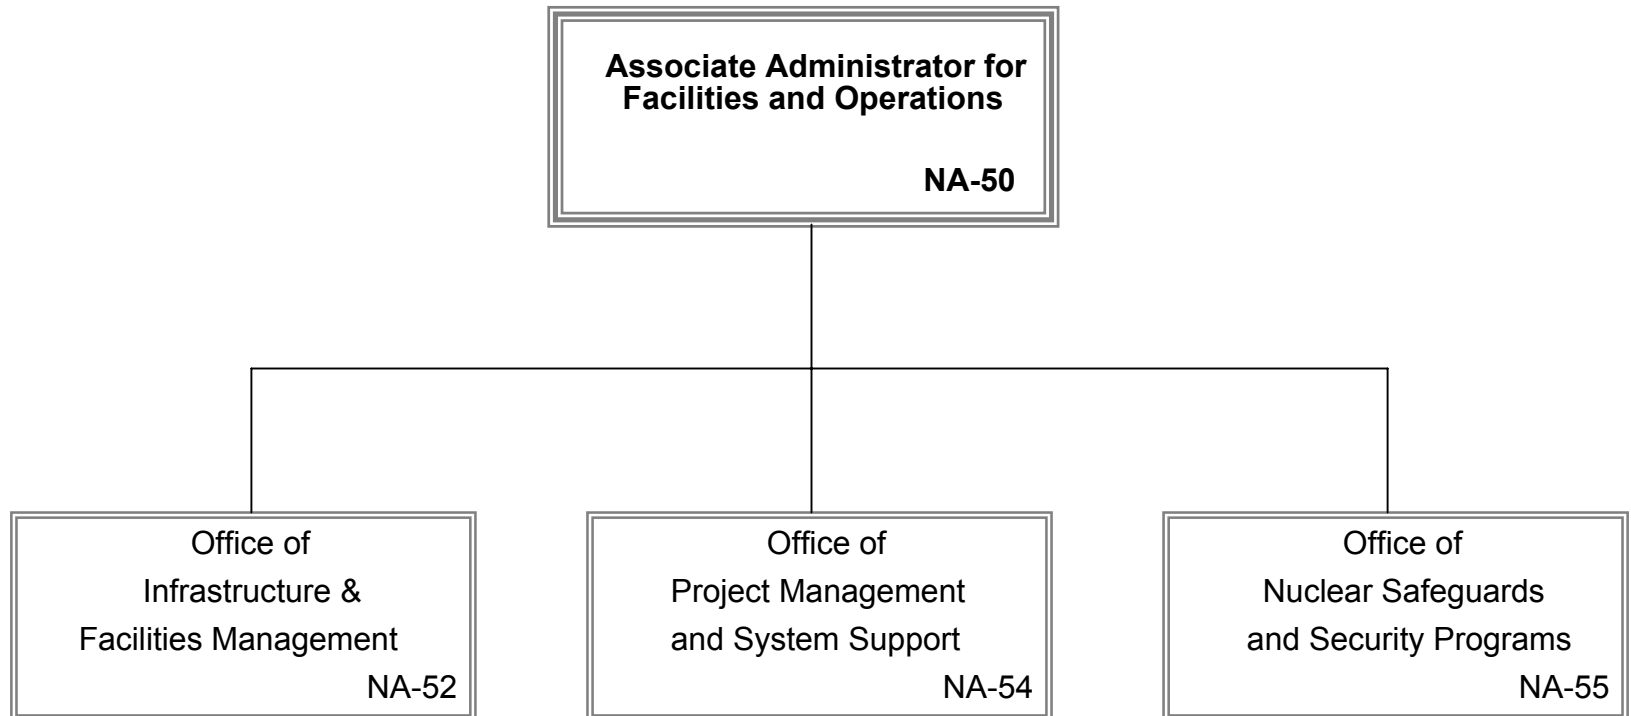 Associate Administrator for
Facilities and Operations
NA-50
Office of
Infrastructure &
Facilities Management
NA-52
Office of
Project Management
and System Support
NA-54
Office of
Nuclear Safeguards
and Security Programs
NA-55